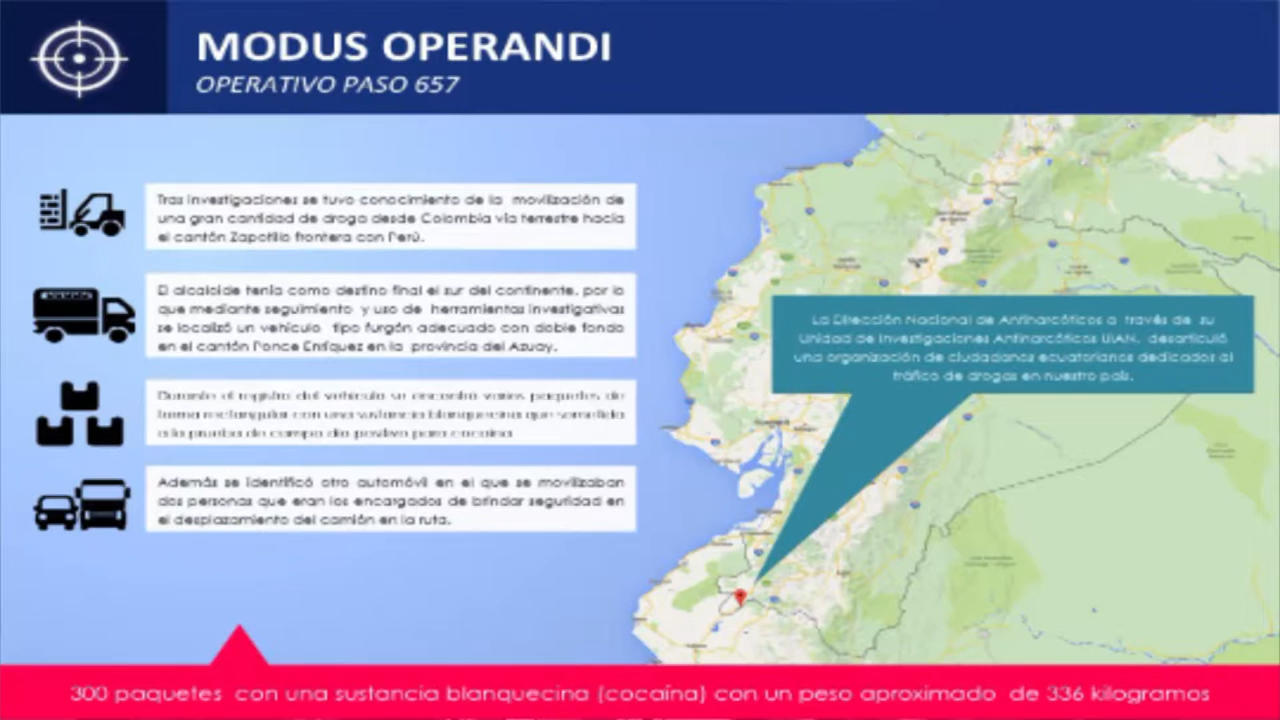 MODUS OPERANDI
OPERATIVO PASO 657
Tras investigaciones se tuvo conocimiento de la movilización de
una gran cantidad de droga desde Colombia vía terrestre hacia
el cantón Zapotillo frontera con Perú.
El alcaloide tenía como destino final el sur del continente, por lo
que mediante seguimiento y uso de herramientas investigativas
se localizó un vehículo tipo furgón adecuado con doble fondo
en el cantón Ponce Enríquez en la provincia del Azuay.
Durante el registro del vehículo se encontró varios paquetes de
forma rectangular con una sustancia blanquecina que sometida
a la prueba de campo dio positivo para cocaína
Además se identificó otro automóvil en el que se movilizaban
dos personas que eran los encargados de brindar seguridad en
el desplazamiento del camión en la ruta.
La Dirección Nacional de Antinarcóticos a través de su
Unidad de Investigaciones Antinarcóticas UIAN, desarticuló
una organización de ciudadanos ecuatorianos dedicados al
tráfico de drogas en nuestro país.
300 paquetes con una sustancia blanquecina (cocaína) con un peso aproximado de 336 kilogramos